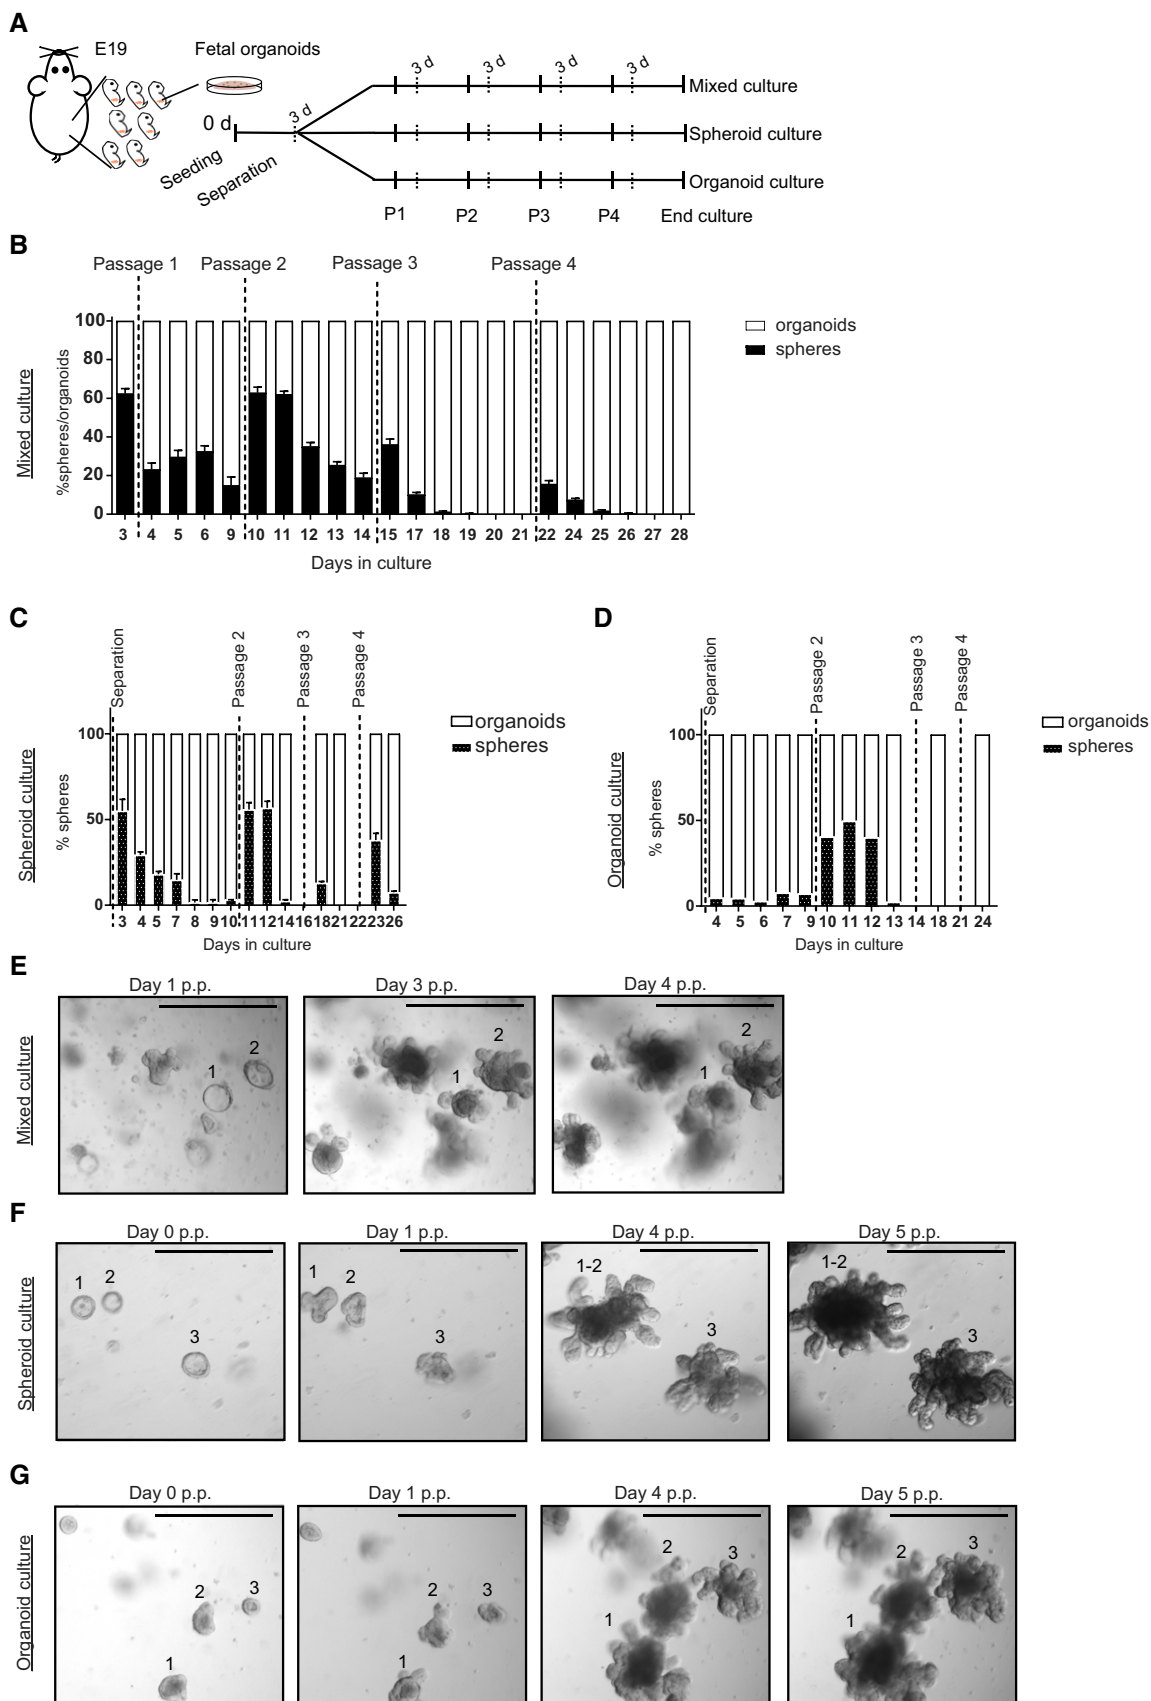 A
E19
Fetal organoids
0 d
Seeding
Separation
3 d
3 d
3 d
3 d
3 d
Mixed culture
Spheroid culture
Organoid culture
P1 P2 P3 P4 End culture
B
Passage 1 Passage 2 Passage 3 Passage 4
Mixed culture
%spheres/organoids
100
80
60
40
20
0
3 4 5 6 9 10 11 12 13 14 15 17 18 19 20 21 22 24 25 26 27 28
Days in culture
organoids
spheres
C
Separation
Passage 2
Passage 3
Passage 4
Spheroid culture
% spheres
100
50
0
3 4 5 7 8 9 10 11 12 14 16 18 21 22 23 26
Days in culture
organoids
spheres
D
Separation
Passage 2
Passage 3
Passage 4
Organoid culture
% spheres
100
50
0
4 5 6 7 9 10 11 12 13 14 18 21 24
Days in culture
organoids
spheres
E
Mixed culture
Day 1 p.p. Day 3 p.p. Day 4 p.p.
1 2
1 2
1 2
F
Spheroid culture
Day 0 p.p. Day 1 p.p. Day 4 p.p. Day 5 p.p.
1 2 3
1 2 3
1-2 3
1-2 3
G
Organoid culture
Day 0 p.p. Day 1 p.p. Day 4 p.p. Day 5 p.p.
1 2 3
1 2 3
1 2 3
1 2 3